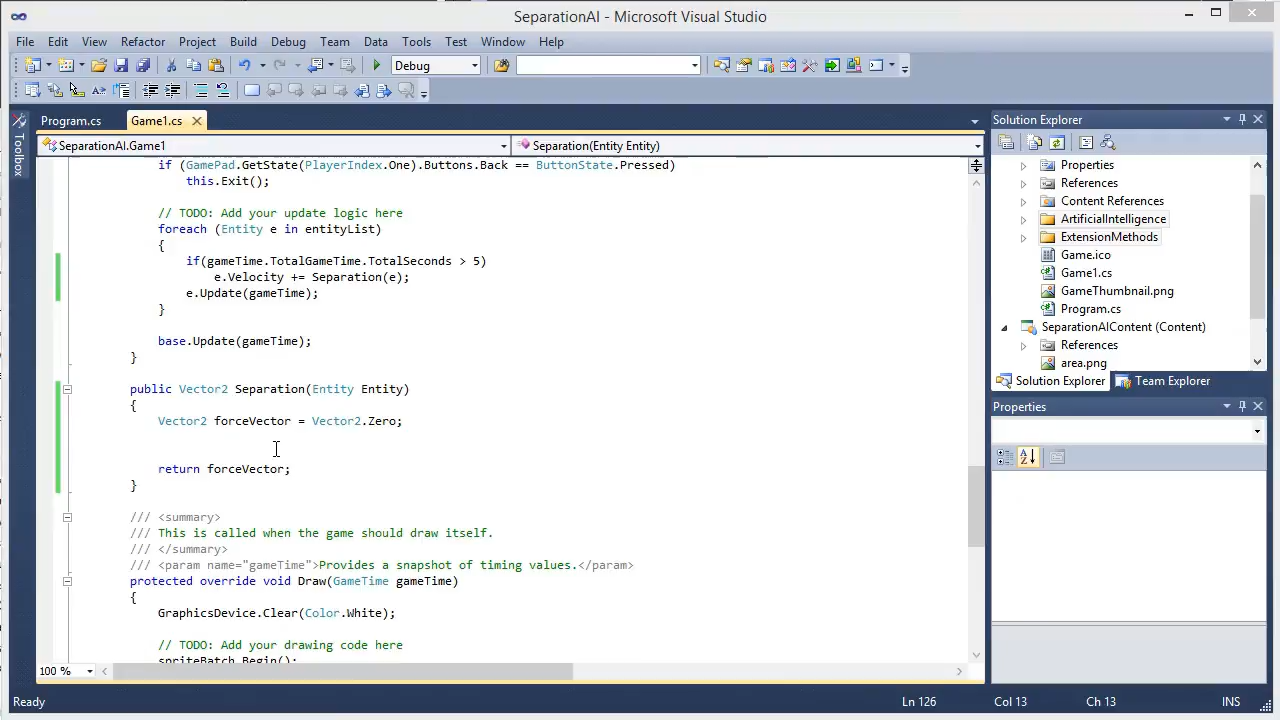 SeparationAI - Microsoft Visual Studio
File Edit View Refactor Project Build Debug Team Data Tools Test Window Help
Debug
Program.cs Game1.cs
SeparationAI.Game1 Separation(Entity Entity)
Toolbox
if (GamePad.GetState(PlayerIndex.One).Buttons.Back == ButtonState.Pressed)
this.Exit();
// TODO: Add your update logic here
foreach (Entity e in entityList)
{
if(gameTime.TotalGameTime.TotalSeconds > 5)
e.Velocity += Separation(e);
e.Update(gameTime);
}
base.Update(gameTime);
}
public Vector2 Separation(Entity Entity)
{
Vector2 forceVector = Vector2.Zero;
return forceVector;
}
/// <summary>
/// This is called when the game should draw itself.
/// </summary>
/// <param name="gameTime">Provides a snapshot of timing values.</param>
protected override void Draw(GameTime gameTime)
{
GraphicsDevice.Clear(Color.White);
// TODO: Add your drawing code here
spriteBatch.Begin();
100 %
Solution Explorer
Properties
References
Content References
ArtificialIntelligence
ExtensionMethods
Game.ico
Game1.cs
GameThumbnail.png
Program.cs
SeparationAIContent (Content)
References
area.png
Solution Explorer Team Explorer
Properties
Ready Ln 126 Col 13 Ch 13 INS